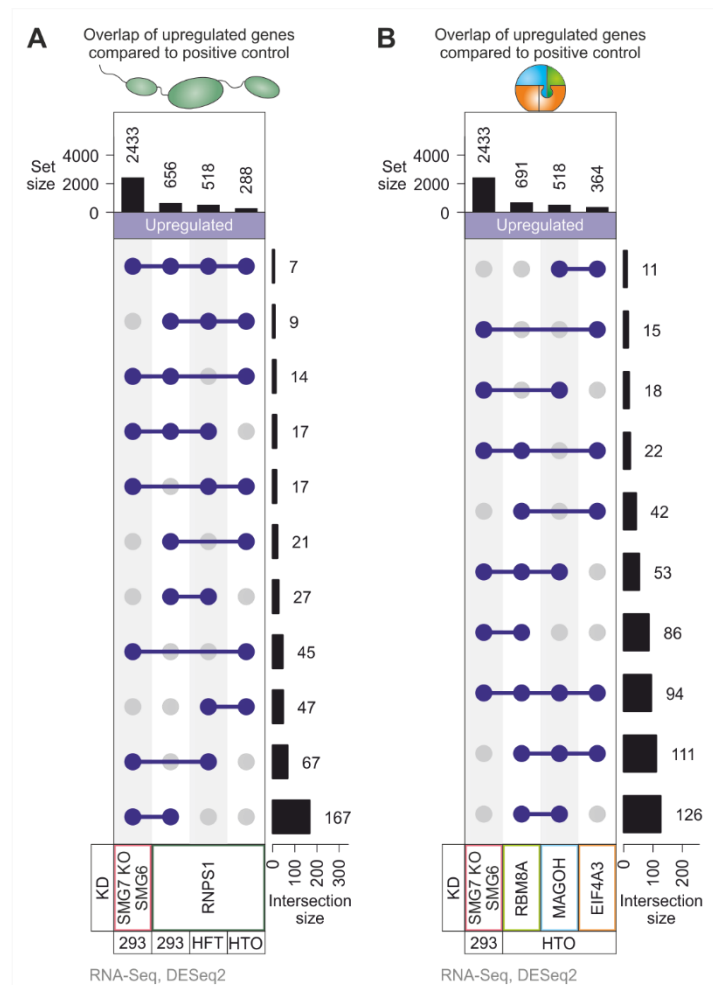 A
Overlap of upregulated genes
compared to positive control
Set
size
4000
2000
0
2433
656
518
288
Upregulated
7
9
14
17
17
21
27
45
47
67
167
KD
SMG7 KO
SMG6
RNPS1
293
293
HFT
HTO
0
100
200
300
Intersection
size
RNA-Seq, DESeq2
B
Overlap of upregulated genes
compared to positive control
Set
size
4000
2000
0
2433
691
518
364
Upregulated
11
15
18
22
42
53
86
94
111
126
KD
SMG7 KO
SMG6
RBM8A
MAGOH
EIF4A3
293
HTO
0
100
200
300
Intersection
size
RNA-Seq, DESeq2